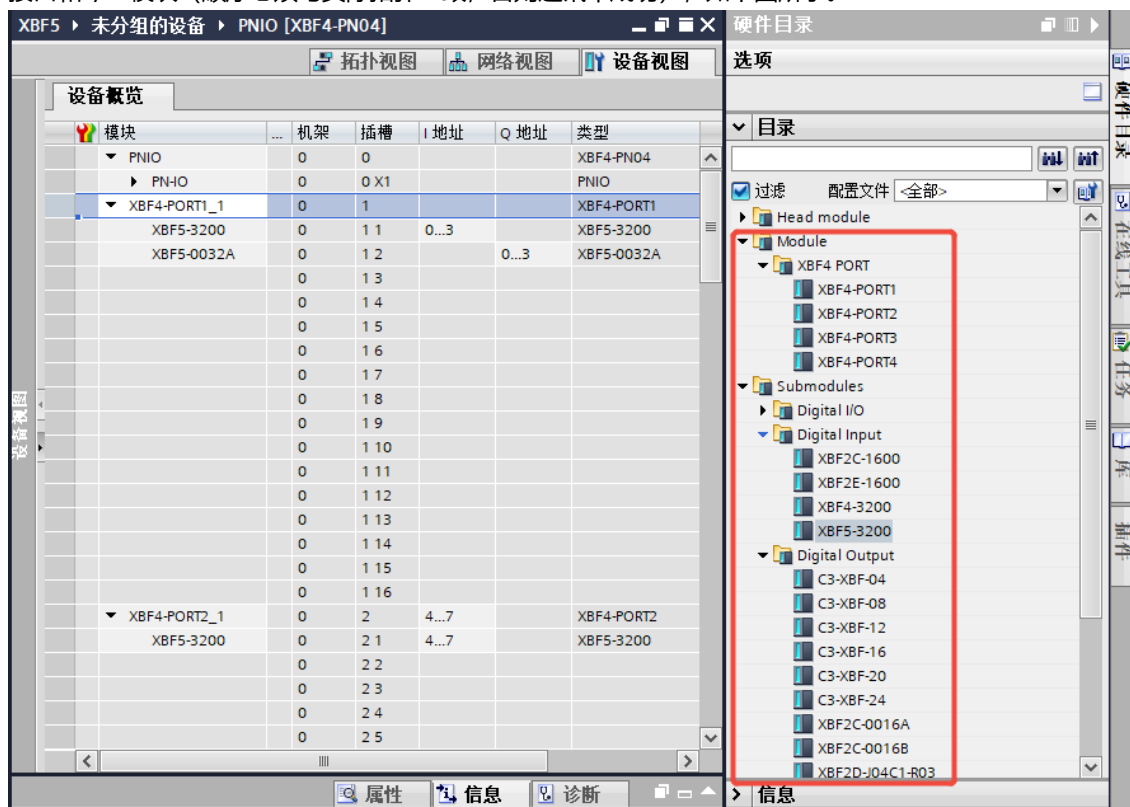 XBF5 ▸ 未分组的设备 ▸ PNIO [XBF4-PN04]
拓扑视图 网络视图 设备视图
设备概览
模块 ... 机架 插槽 I 地址 Q 地址 类型
PNIO 0 0 XBF4-PN04
PN-IO 0 0 X1 PNIO
XBF4-PORT1_1 0 1 XBF4-PORT1
XBF5-3200 0 1 1 0...3 XBF5-3200
XBF5-0032A 0 1 2 0...3 XBF5-0032A
0 1 3
0 1 4
0 1 5
0 1 6
0 1 7
0 1 8
0 1 9
0 1 10
0 1 11
0 1 12
0 1 13
0 1 14
0 1 15
0 1 16
XBF4-PORT2_1 0 2 4...7 XBF4-PORT2
XBF5-3200 0 2 1 4...7 XBF5-3200
0 2 2
0 2 3
0 2 4
0 2 5
设备视图
属性 信息 诊断
硬件目录
选项
目录
过滤 配置文件 <全部>
Head module
Module
XBF4 PORT
XBF4-PORT1
XBF4-PORT2
XBF4-PORT3
XBF4-PORT4
Submodules
Digital I/O
Digital Input
XBF2C-1600
XBF2E-1600
XBF4-3200
XBF5-3200
Digital Output
C3-XBF-04
C3-XBF-08
C3-XBF-12
C3-XBF-16
C3-XBF-20
C3-XBF-24
XBF2C-0016A
XBF2C-0016B
XBF2D-J04C1-R03
信息
硬件目录
在线工具
任务
库
插件